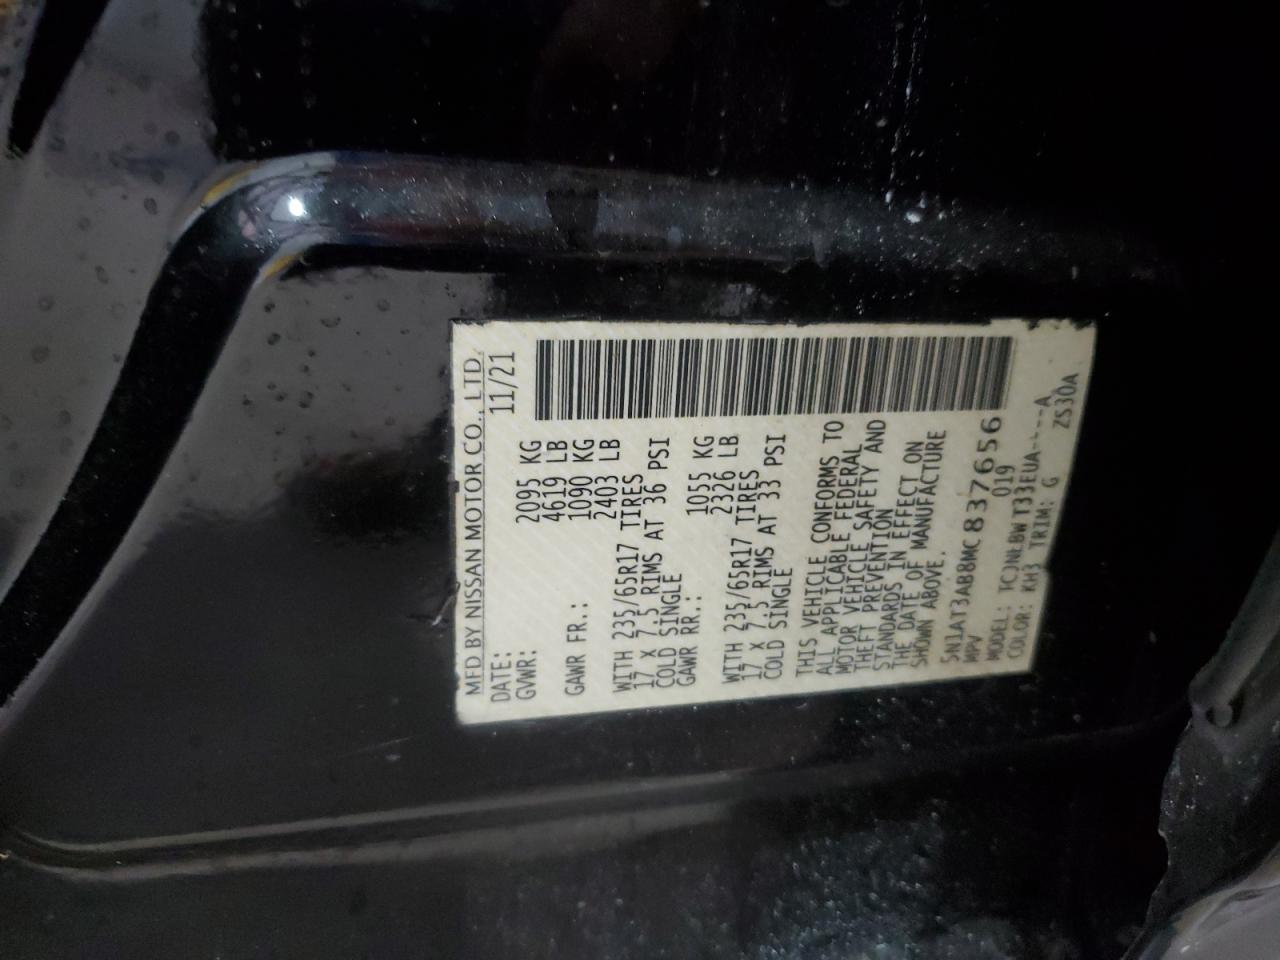 MFD BY NISSAN MOTOR CO., LTD.
DATE: 11/21
GVWR: 2095 KG
4619 LB
GAWR FR.: 1090 KG
2403 LB
WITH 235/65R17 TIRES
17 X 7.5 RIMS AT 36 PSI
COLD SINGLE
GAWR RR.: 1055 KG
2326 LB
WITH 235/65R17 TIRES
17 X 7.5 RIMS AT 33 PSI
COLD SINGLE
THIS VEHICLE CONFORMS TO
ALL APPLICABLE FEDERAL
MOTOR VEHICLE SAFETY AND
THEFT PREVENTION
STANDARDS IN EFFECT ON
THE DATE OF MANUFACTURE
SHOWN ABOVE.
5N1AT3AB8MC837656
MPV 019
MODEL: TCJNLBWT33EUA----A
COLOR: KH3 TRIM: G ZS30A